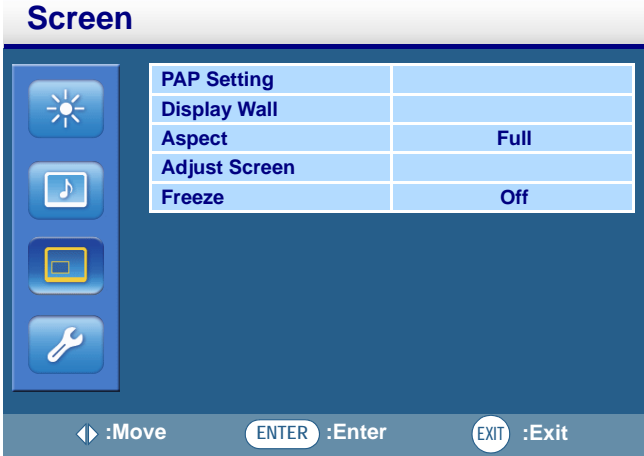 Screen
PAP Setting
Display Wall
Aspect Full
Adjust Screen
Freeze Off
:Move ENTER :Enter EXIT :Exit